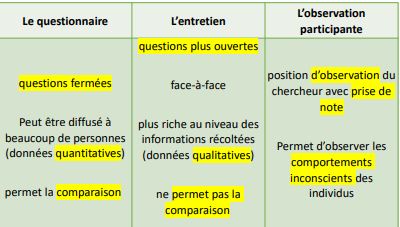 Le questionnaire
L'entretien
L'observation
participante
questions fermées
Peut être diffusé à
beaucoup de personnes
(données quantitatives)
permet la comparaison
questions plus ouvertes
face-à-face
plus riche au niveau des
informations récoltées
(données qualitatives)
ne permet pas la
comparaison
position d'observation du
chercheur avec prise de
note
Permet d'observer les
comportements
inconscients des
individus